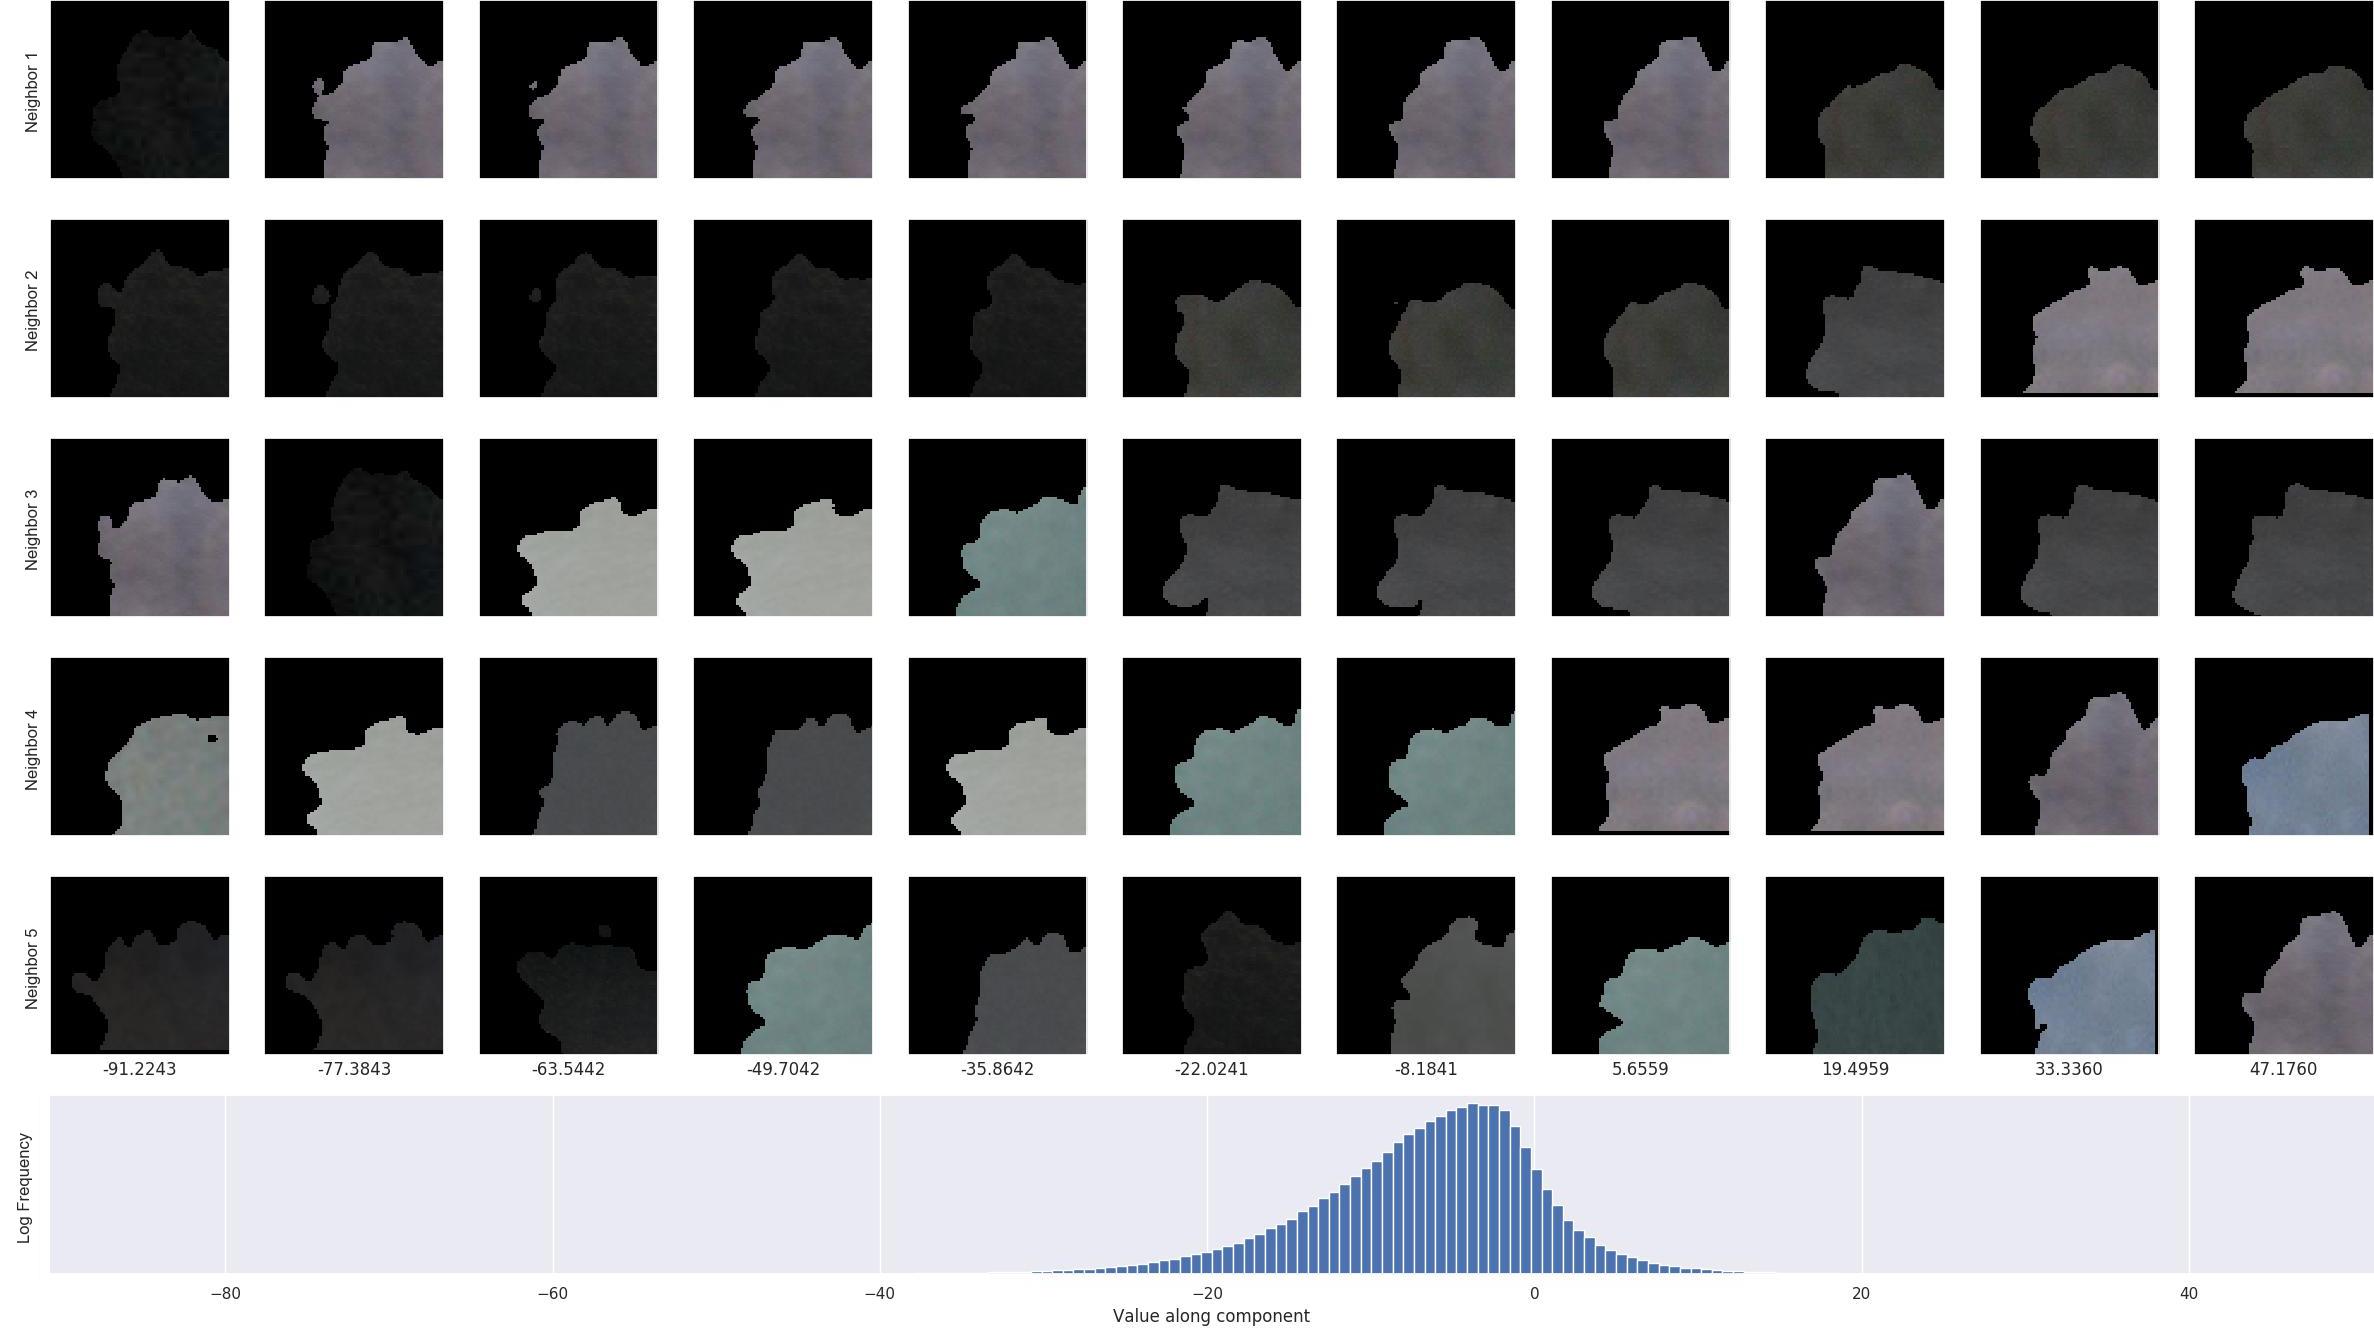 Neighbor 1
Neighbor 2
Neighbor 3
Neighbor 4
Neighbor 5
-91.2243 -77.3843 -63.5442 -49.7042 -35.8642 -22.0241 -8.1841 5.6559 19.4959 33.3360 47.1760
Log Frequency
−80 −60 −40 −20 0 20 40
Value along component